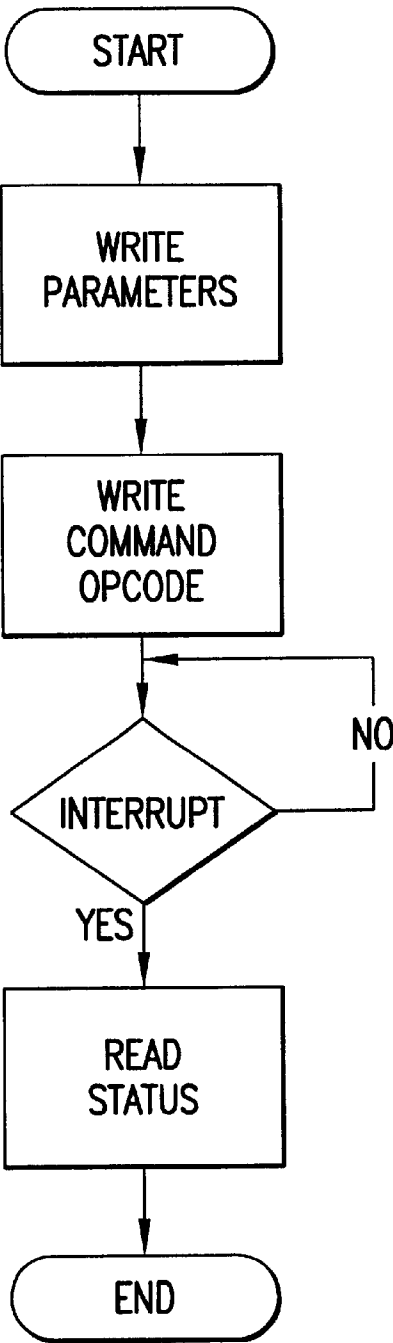 START
WRITE
PARAMETERS
WRITE
COMMAND
OPCODE
NO
INTERRUPT
YES
READ
STATUS
END